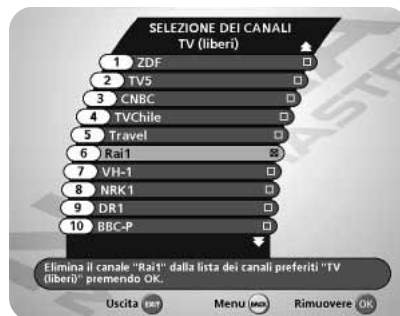 SELEZIONE DEI CANALI
TV (liberi)
1 ZDF
2 TV5
3 CNBC
4 TVChile
5 Travel
6 Rai1
7 VH-1
8 NRK1
9 DR1
10 BBC-P
Elimina il canale "Rai1" dalla lista dei canali preferiti "TV
(liberi)" premendo OK.
Uscita EXIT Menu BACK Rimuovere OK